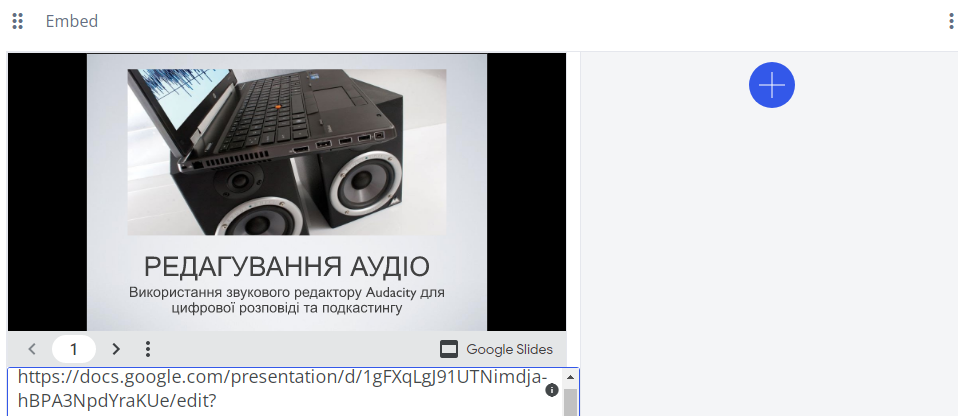 Embed
РЕДАГУВАННЯ АУДІО
Використання звукового редактору Audacity для
цифрової розповіді та подкастингу
1
Google Slides
https://docs.google.com/presentation/d/1gFXqLgJ91UTNimdja-
hBPA3NpdYraKUe/edit?